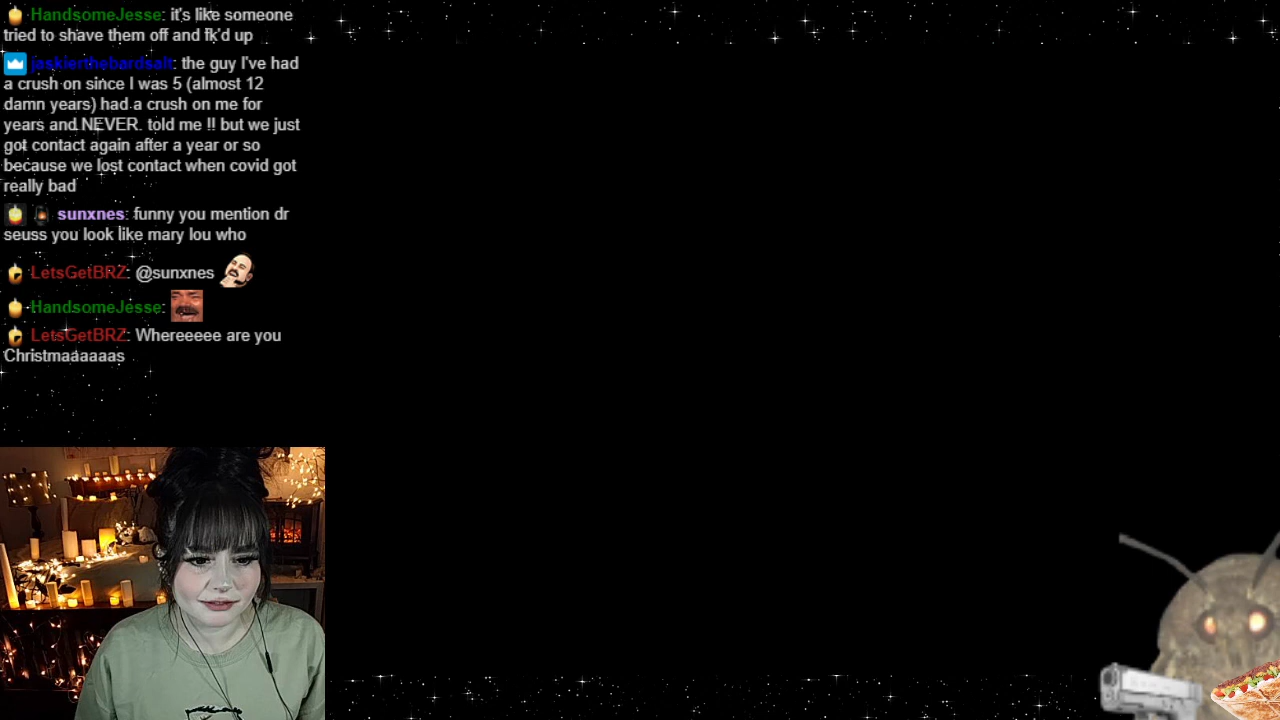 HandsomeJesse: it's like someone
tried to shave them off and fk'd up
jaskierthebardsalt: the guy I've had
a crush on since I was 5 (almost 12
damn years) had a crush on me for
years and NEVER. told me !! but we just
got contact again after a year or so
because we lost contact when covid got
really bad
sunxnes: funny you mention dr
seuss you look like mary lou who
LetsGetBRZ: @sunxnes
HandsomeJesse:
LetsGetBRZ: Whereeeee are you
Christmaaaaaas